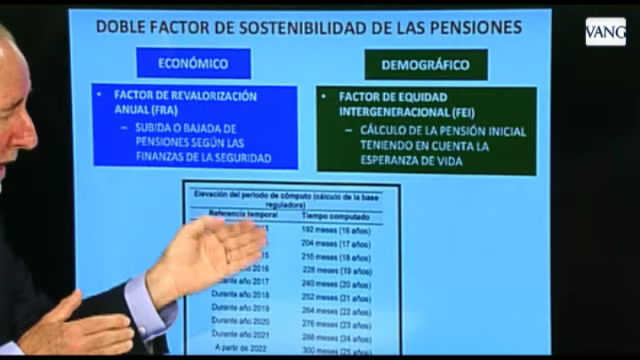 VANG
DOBLE FACTOR DE SOSTENIBILIDAD DE LAS PENSIONES
ECONÓMICO
• FACTOR DE REVALORIZACIÓN
ANUAL (FRA)
– SUBIDA O BAJADA DE
PENSIONES SEGÚN LAS
FINANZAS DE LA SEGURIDAD
DEMOGRÁFICO
• FACTOR DE EQUIDAD
INTERGENERACIONAL (FEI)
– CÁLCULO DE LA PENSIÓN INICIAL
TENIENDO EN CUENTA LA
ESPERANZA DE VIDA
Elevación del periodo de cómputo (cálculo de la base
reguladora)
Referencia temporal Tiempo computado
192 meses (16 años)
204 meses (17 años)
216 meses (18 años)
2016 228 meses (19 años)
año 2017 240 meses (20 años)
Durante año 2018 252 meses (21 años)
Durante año 2019 264 meses (22 años)
Durante año 2020 276 meses (23 años)
Durante año 2021 288 meses (24 años)
A partir de 2022 300 meses (25 años)